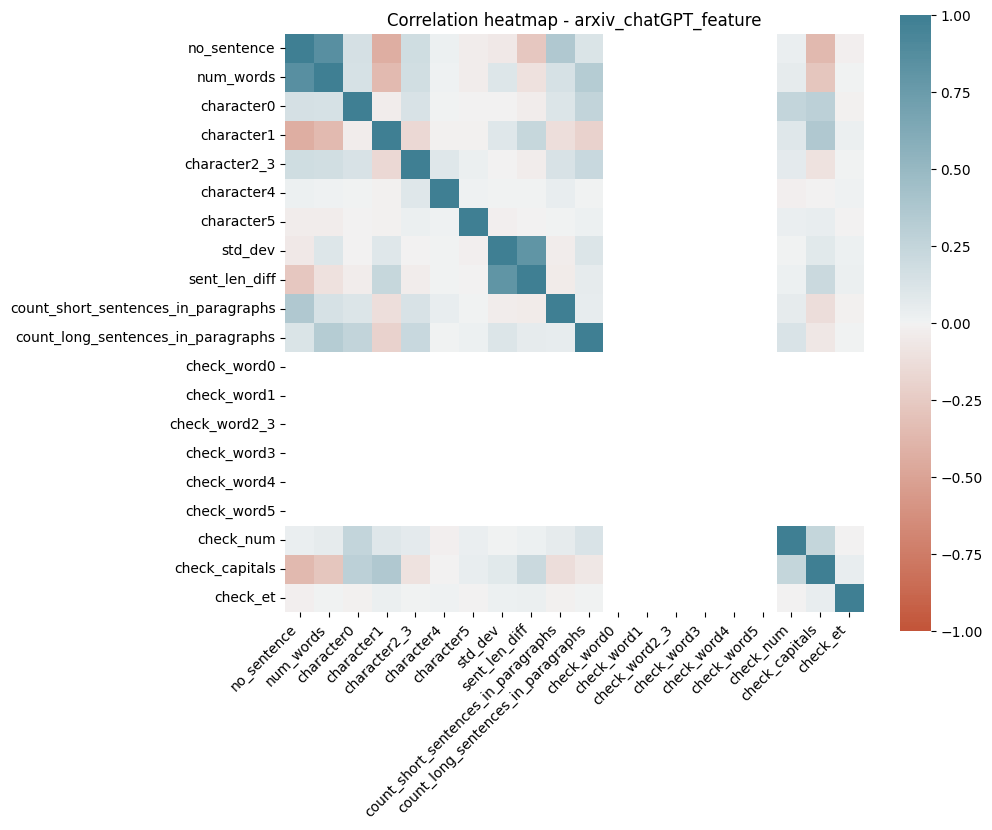 Correlation heatmap - arxiv_chatGPT_feature
no_sentence
num_words
character0
character1
character2_3
character4
character5
std_dev
sent_len_diff
count_short_sentences_in_paragraphs
count_long_sentences_in_paragraphs
check_word0
check_word1
check_word2_3
check_word3
check_word4
check_word5
check_num
check_capitals
check_et
no_sentence
num_words
character0
character1
character2_3
character4
character5
std_dev
sent_len_diff
count_short_sentences_in_paragraphs
count_long_sentences_in_paragraphs
check_word0
check_word1
check_word2_3
check_word3
check_word4
check_word5
check_num
check_capitals
check_et
1.00
0.75
0.50
0.25
0.00
−0.25
−0.50
−0.75
−1.00